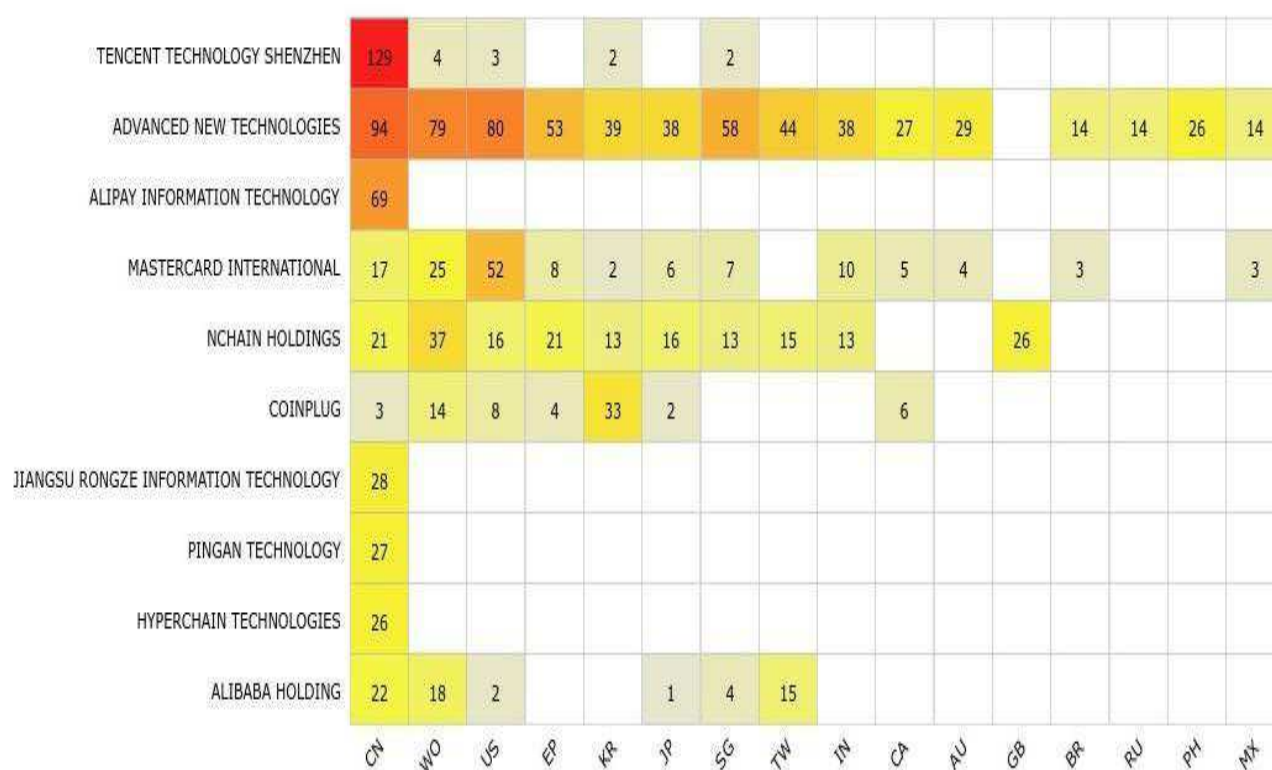 TENCENT TECHNOLOGY SHENZHEN 129 4 3 2 2
ADVANCED NEW TECHNOLOGIES 94 79 80 53 39 38 58 44 38 27 29 14 14 26 14
ALIPAY INFORMATION TECHNOLOGY 69
MASTERCARD INTERNATIONAL 17 25 52 8 2 6 7 10 5 4 3 3
NCHAIN HOLDINGS 21 37 16 21 13 16 13 15 13 26
COINPLUG 3 14 8 4 33 2 6
JIANGSU RONGZE INFORMATION TECHNOLOGY 28
PINGAN TECHNOLOGY 27
HYPERCHAIN TECHNOLOGIES 26
ALIBABA HOLDING 22 18 2 1 4 15
CN WO US EP KR JP SG TW IN CA AU GB BR RU PH MX